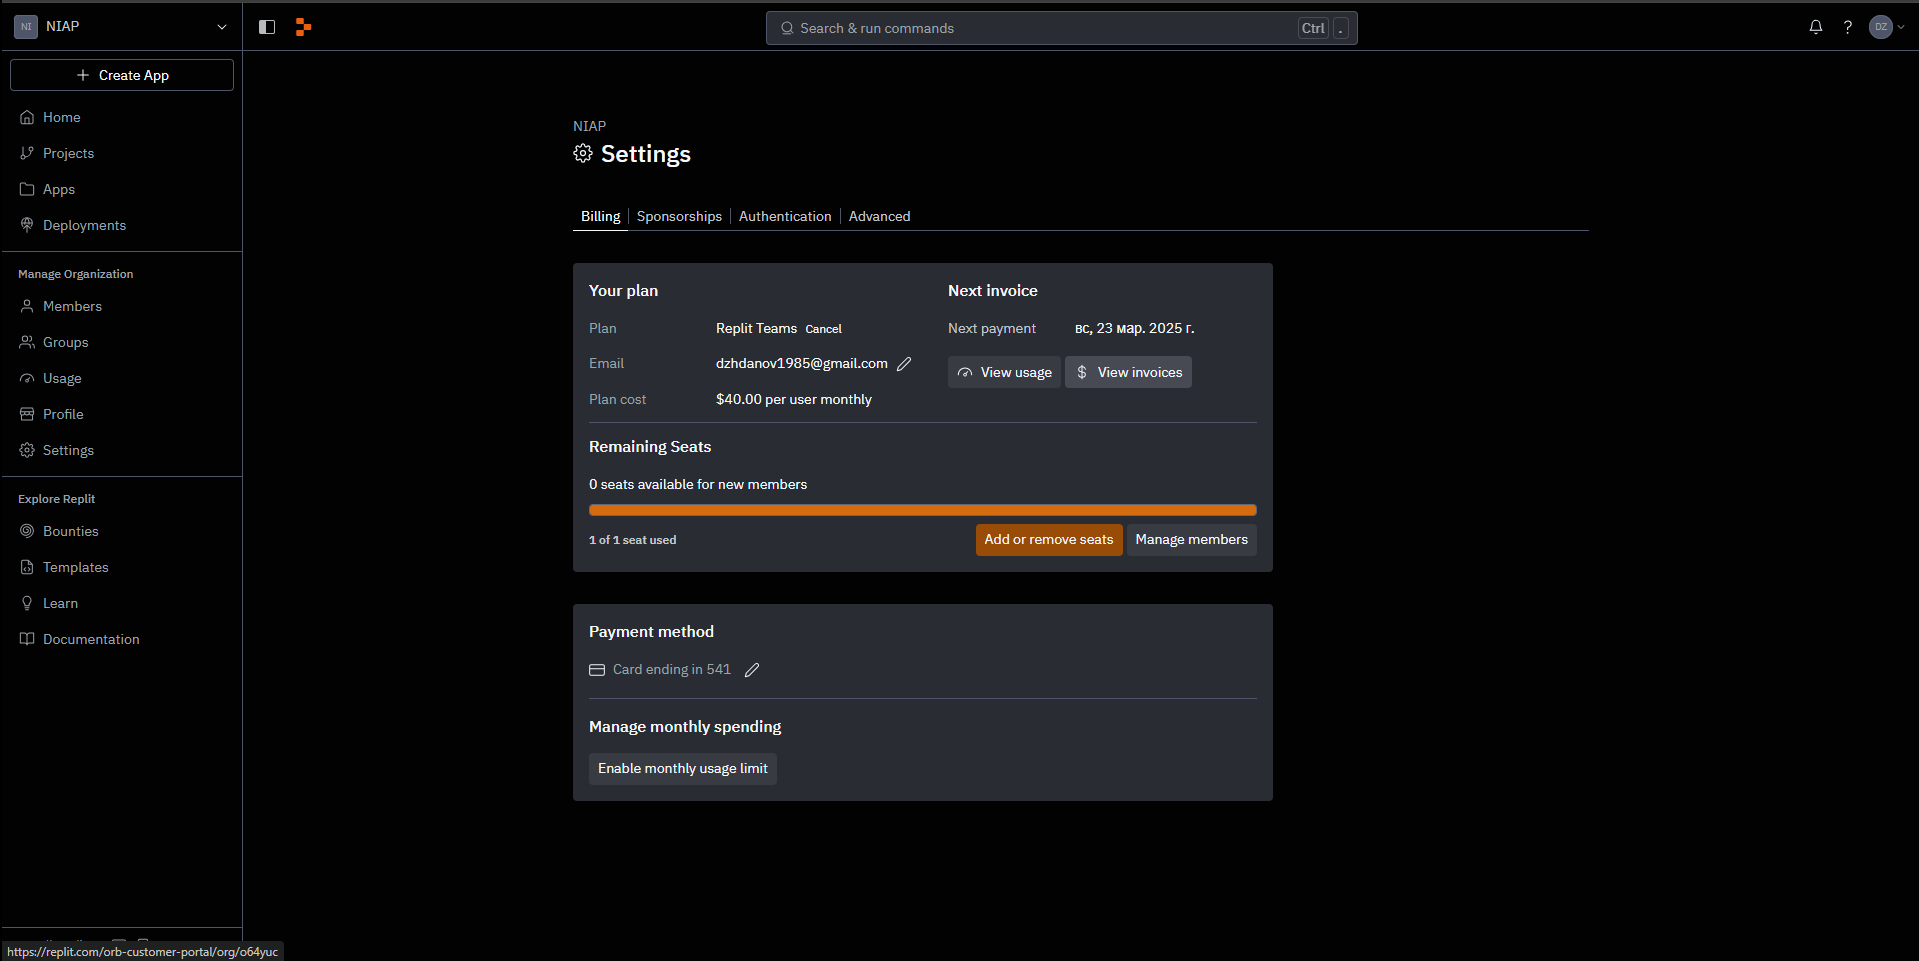 NI NIAP
Search & run commands Ctrl .
? DZ
+ Create App
Home
Projects
Apps
Deployments
Manage Organization
Members
Groups
Usage
Profile
Settings
Explore Replit
Bounties
Templates
Learn
Documentation
https://replit.com/orb-customer-portal/org/o64yuc
NIAP
Settings
Billing Sponsorships Authentication Advanced
Your plan
Plan Replit Teams Cancel
Email dzhdanov1985@gmail.com
Plan cost $40.00 per user monthly
Next invoice
Next payment вс, 23 мар. 2025 г.
View usage $ View invoices
Remaining Seats
0 seats available for new members
1 of 1 seat used
Add or remove seats Manage members
Payment method
Card ending in 541
Manage monthly spending
Enable monthly usage limit